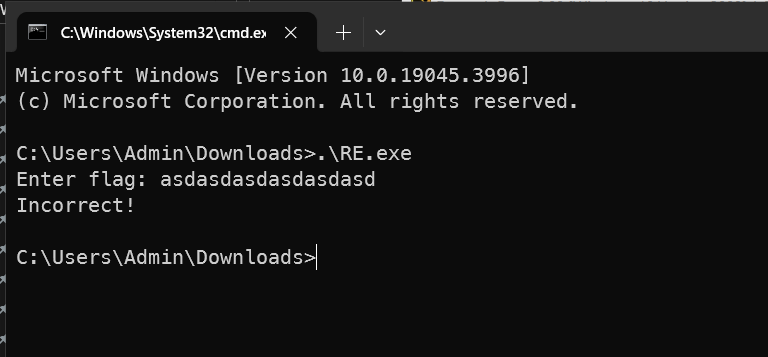 C:\Windows\System32\cmd.ex
Microsoft Windows [Version 10.0.19045.3996]
(c) Microsoft Corporation. All rights reserved.
C:\Users\Admin\Downloads>.\RE.exe
Enter flag: asdasdasdasdasdasd
Incorrect!
C:\Users\Admin\Downloads>